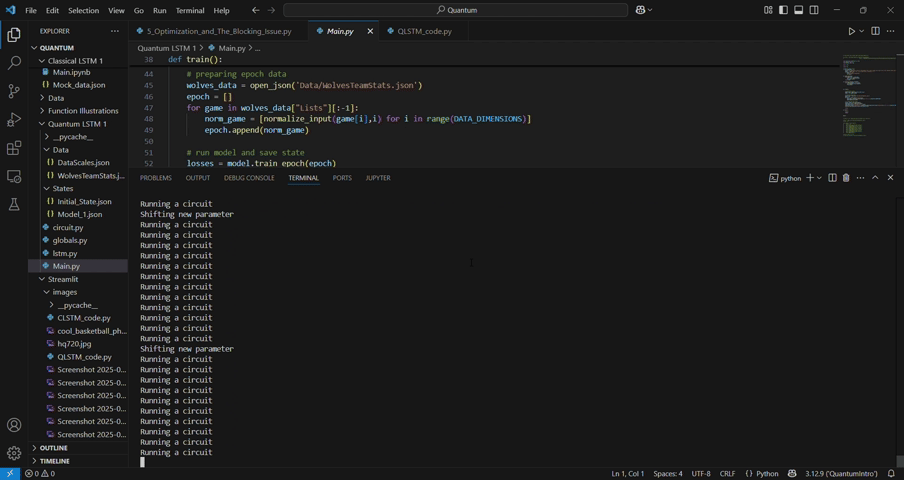 File Edit Selection View Go Run Terminal Help
Quantum
EXPLORER
QUANTUM
Classical LSTM 1
Main.ipynb
Mock_data.json
Data
Function Illustrations
Quantum LSTM 1
__pycache__
Data
DataScales.json
WolvesTeamStats.j...
States
Initial_State.json
Model_1.json
circuit.py
globals.py
lstm.py
Main.py
Streamlit
images
__pycache__
CLSTM_code.py
cool_basketball_ph...
hq720.jpg
QLSTM_code.py
Screenshot 2025-0...
Screenshot 2025-0...
Screenshot 2025-0...
Screenshot 2025-0...
Screenshot 2025-0...
Screenshot 2025-0...
OUTLINE
TIMELINE
5_Optimization_and_The_Blocking_Issue.py
Main.py
QLSTM_code.py
Quantum LSTM 1 > Main.py > ...
38 def train():
44 # preparing epoch data
45 wolves_data = open_json('Data/WolvesTeamStats.json')
46 epoch = []
47 for game in wolves_data["Lists"][:-1]:
48 norm_game = [normalize_input(game[i],i) for i in range(DATA_DIMENSIONS)]
49 epoch.append(norm_game)
50
51 # run model and save state
52 losses = model.train_epoch(epoch)
PROBLEMS OUTPUT DEBUG CONSOLE TERMINAL PORTS JUPYTER
python
Running a circuit
Shifting new parameter
Running a circuit
Running a circuit
Running a circuit
Running a circuit
Running a circuit
Running a circuit
Running a circuit
Running a circuit
Running a circuit
Running a circuit
Running a circuit
Running a circuit
Shifting new parameter
Running a circuit
Running a circuit
Running a circuit
Running a circuit
Running a circuit
Running a circuit
Running a circuit
Running a circuit
Running a circuit
Running a circuit
0 0
Ln 1, Col 1 Spaces: 4 UTF-8 CRLF Python 3.12.9 ('QuantumIntro')